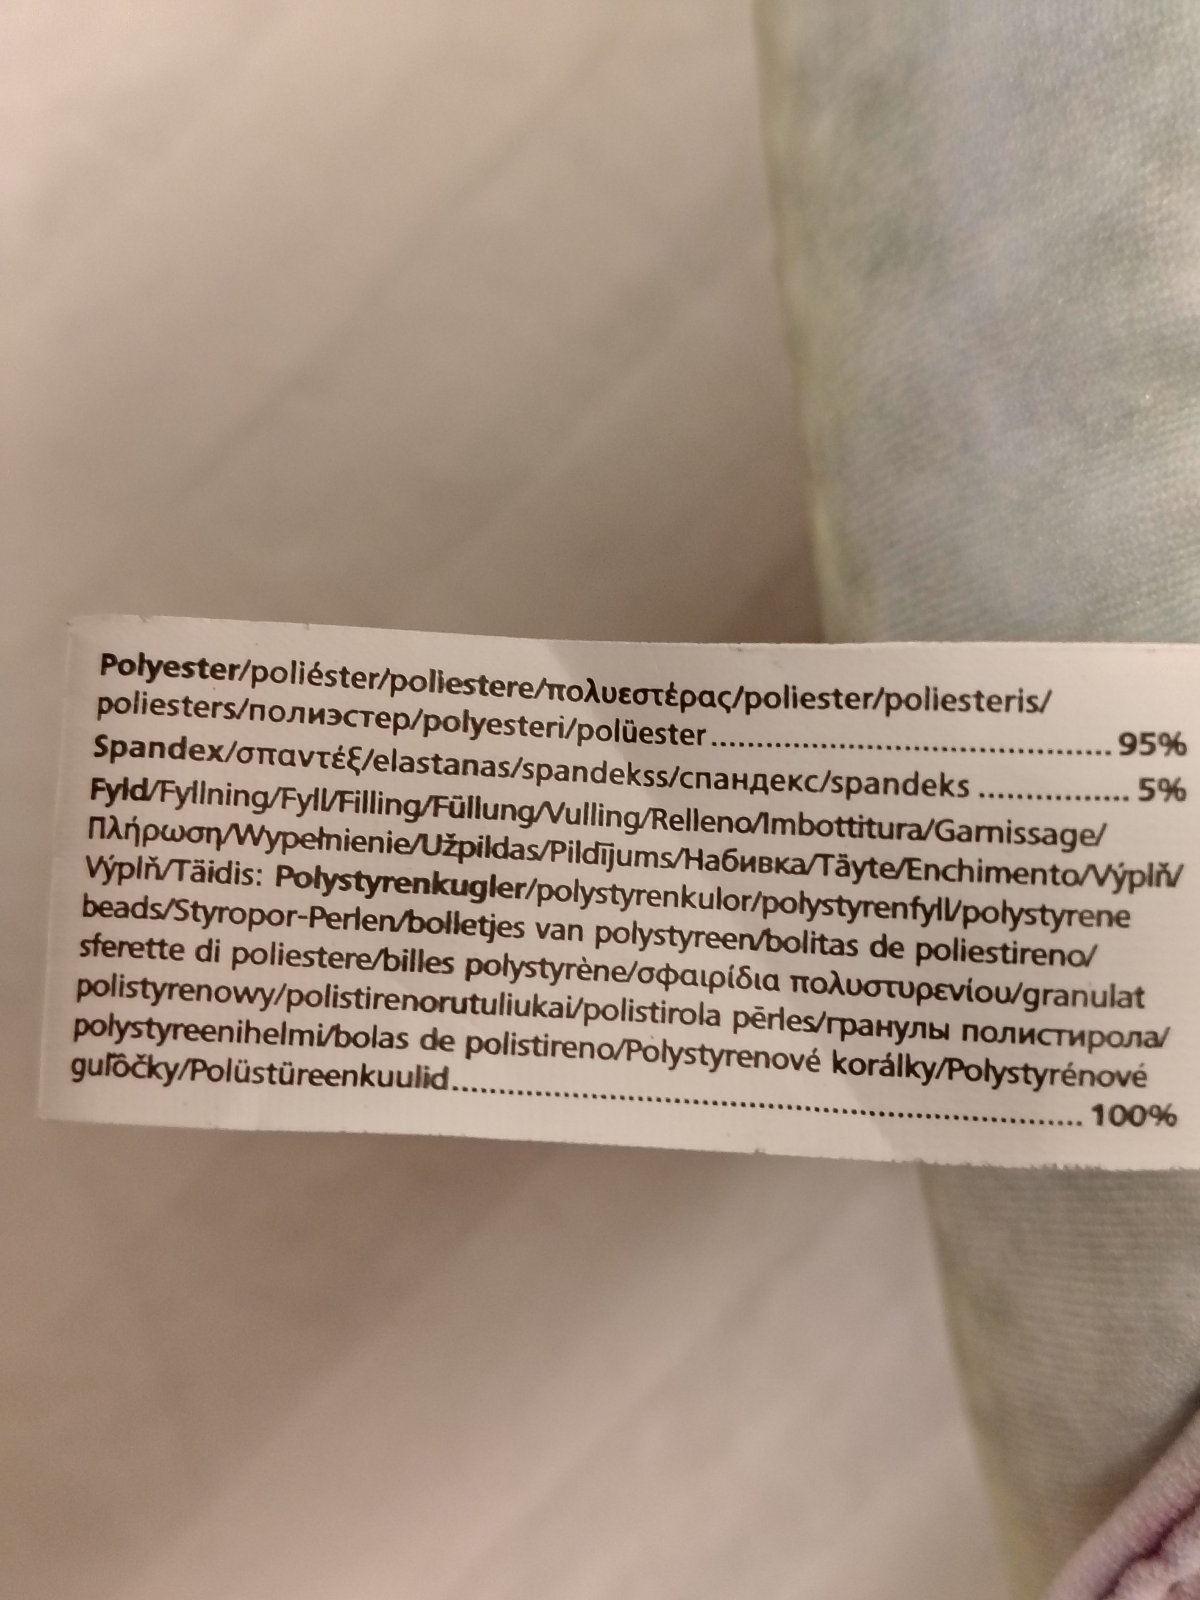 Polyester/poliéster/poliestere/πολυεστέρας/poliester/poliesteris/
poliesters/полиэстер/polyesteri/polüester........................................... 95%
Spandex/σπαντέξ/elastanas/spandekss/спандекс/spandeks ................ 5%
Fyld/Fyllning/Fyll/Filling/Füllung/Vulling/Relleno/Imbottitura/Garnissage/
Πλήρωση/Wypełnienie/Užpildas/Pildījums/Набивка/Täyte/Enchimento/Výplň/
Výplň/Täidis: Polystyrenkugler/polystyrenkulor/polystyrenfyll/polystyrene
beads/Styropor-Perlen/bolletjes van polystyreen/bolitas de poliestireno/
sferette di poliestere/billes polystyrène/σφαιρίδια πολυστυρενίου/granulat
polistyrenowy/polistirenorutuliukai/polistirola pērles/гранулы полистирола/
polystyreenihelmi/bolas de polistireno/Polystyrenové korálky/Polystyrénové
guľôčky/Polüstüreenkuulid.................................................................... 100%